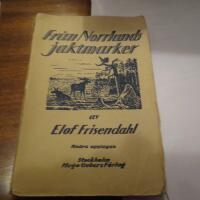 Från Norrlands
jaktmarker
av
Elof Frisendahl
Andra upplagan
Stockholm
Hugo Gebers Förlag